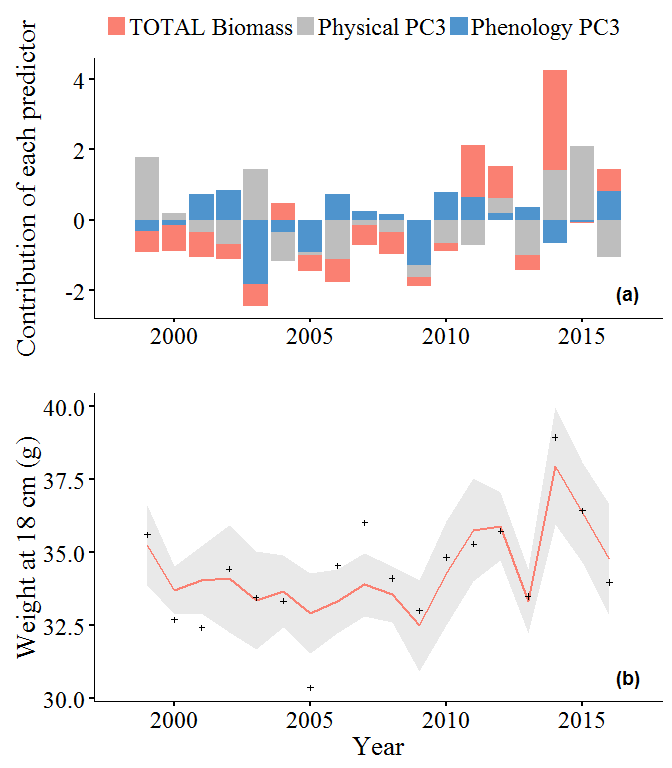 TOTAL Biomass Physical PC3 Phenology PC3
Contribution of each predictor
4
2
0
-2
(a)
2000 2005 2010 2015
Weight at 18 cm (g)
40.0
37.5
35.0
32.5
30.0
(b)
2000 2005 2010 2015
Year